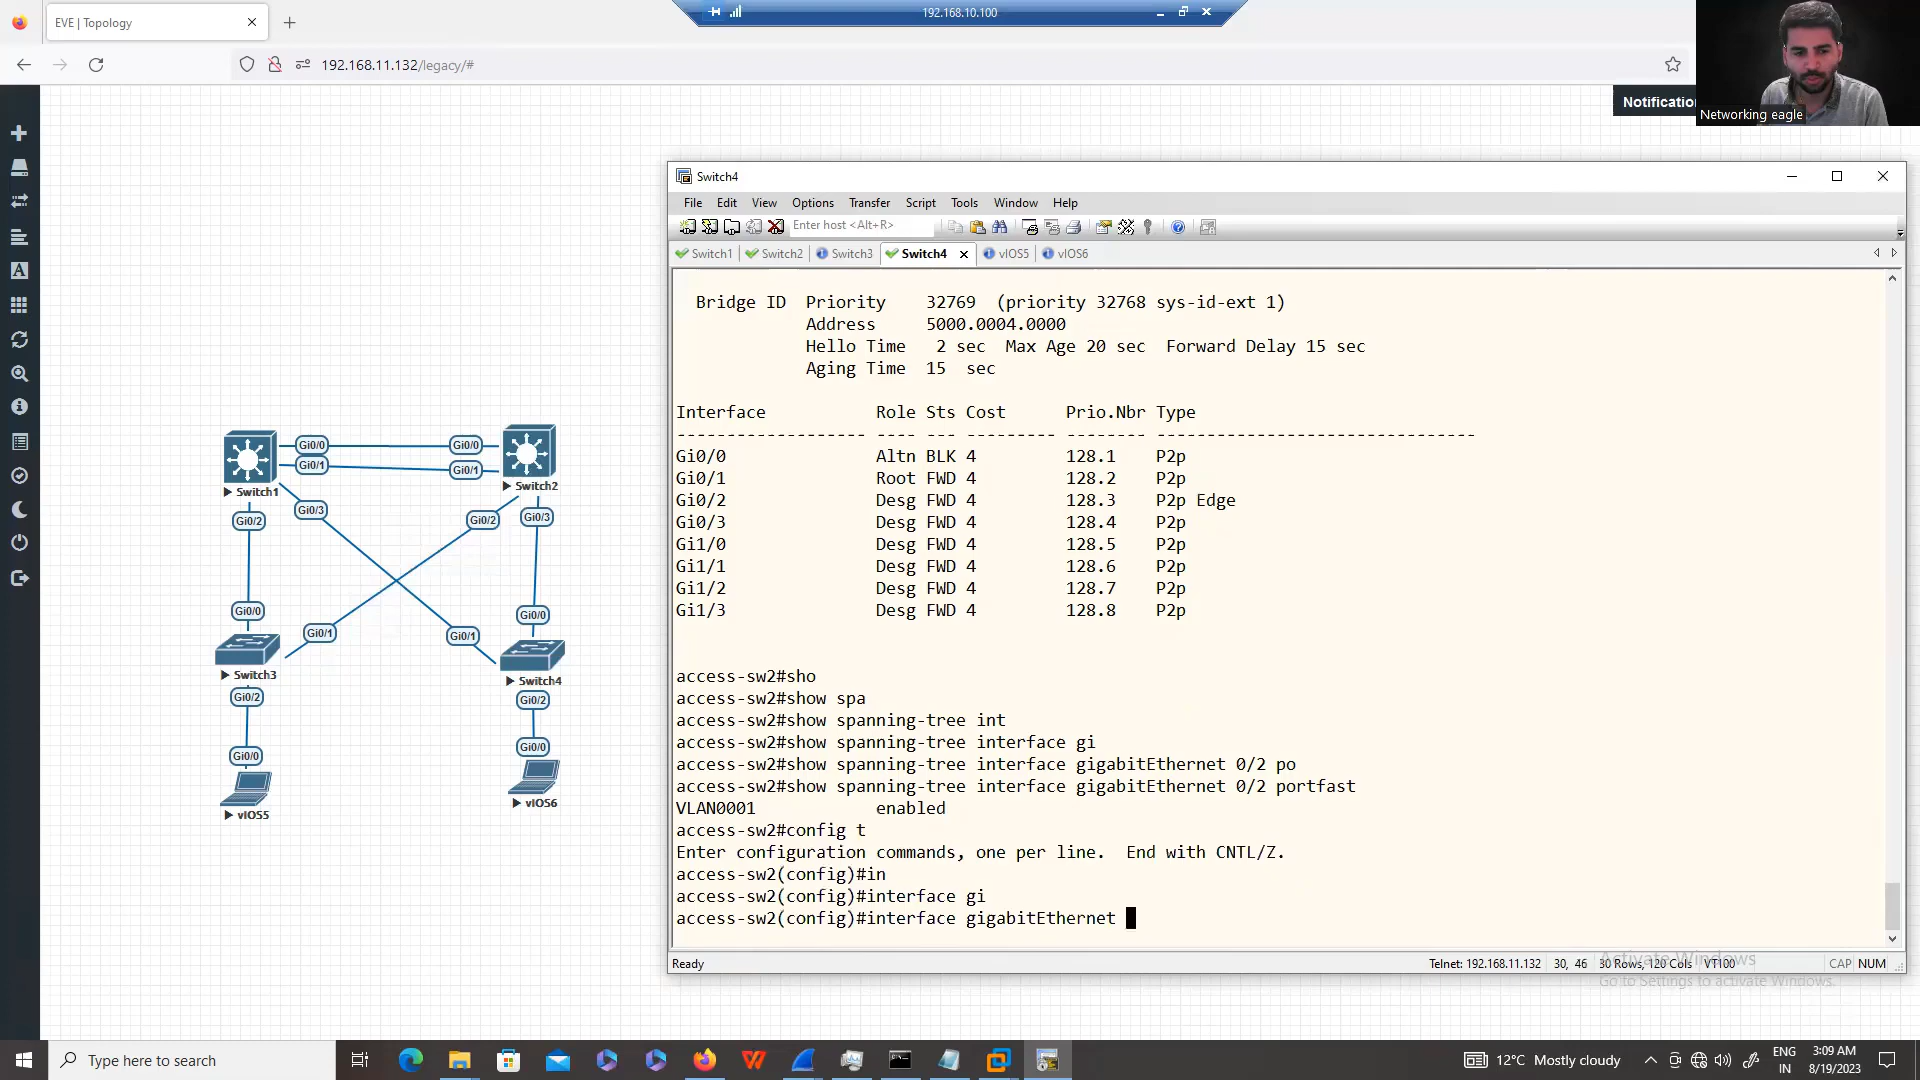 EVE | Topology
192.168.10.100
192.168.11.132/legacy/#
Notificatio
Networking eagle
Switch4
File Edit View Options Transfer Script Tools Window Help
Enter host <Alt+R>
Switch1 Switch2 Switch3 Switch4 vIOS5 vIOS6
Bridge ID Priority 32769 (priority 32768 sys-id-ext 1)
Address 5000.0004.0000
Hello Time 2 sec Max Age 20 sec Forward Delay 15 sec
Aging Time 15 sec
Interface Role Sts Cost Prio.Nbr Type
------------------- ---- --- --------- -------- --------------------------------
Gi0/0 Altn BLK 4 128.1 P2p
Gi0/1 Root FWD 4 128.2 P2p
Gi0/2 Desg FWD 4 128.3 P2p Edge
Gi0/3 Desg FWD 4 128.4 P2p
Gi1/0 Desg FWD 4 128.5 P2p
Gi1/1 Desg FWD 4 128.6 P2p
Gi1/2 Desg FWD 4 128.7 P2p
Gi1/3 Desg FWD 4 128.8 P2p
access-sw2#sho
access-sw2#show spa
access-sw2#show spanning-tree int
access-sw2#show spanning-tree interface gi
access-sw2#show spanning-tree interface gigabitEthernet 0/2 po
access-sw2#show spanning-tree interface gigabitEthernet 0/2 portfast
VLAN0001 enabled
access-sw2#config t
Enter configuration commands, one per line. End with CNTL/Z.
access-sw2(config)#in
access-sw2(config)#interface gi
access-sw2(config)#interface gigabitEthernet
Ready Telnet: 192.168.11.132 30, 46 30 Rows, 120 Cols VT100 CAP NUM
Activate Windows
Go to Settings to activate Windows.
Gi0/0 Gi0/0
Gi0/1 Gi0/1
Switch1 Switch2
Gi0/3
Gi0/2 Gi0/2 Gi0/3
Gi0/0 Gi0/1 Gi0/1 Gi0/0
Switch3 Switch4
Gi0/2 Gi0/2
Gi0/0 Gi0/0
vIOS5 vIOS6
Type here to search
12°C Mostly cloudy
ENG
IN
3:09 AM
8/19/2023